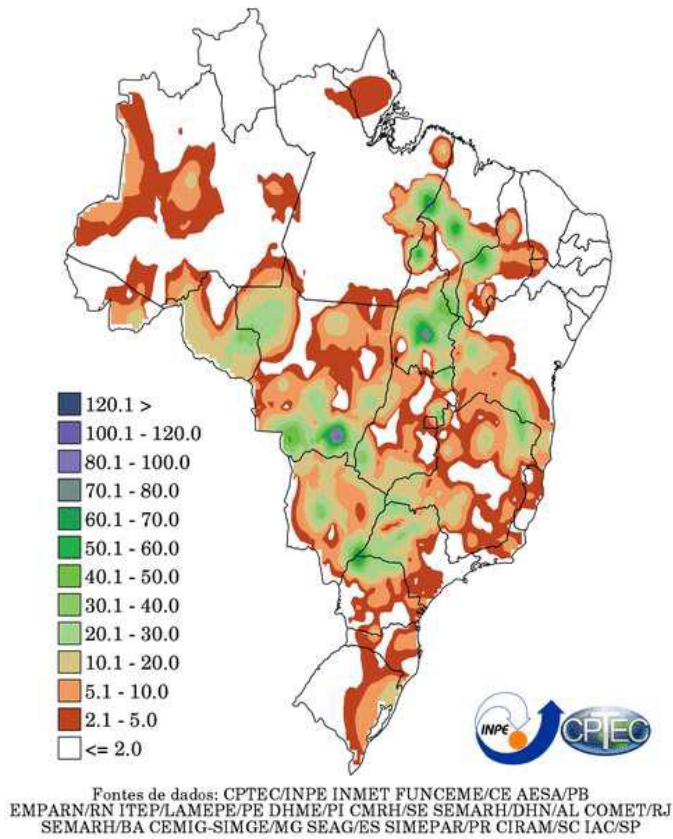 120.1 >
100.1 - 120.0
80.1 - 100.0
70.1 - 80.0
60.1 - 70.0
50.1 - 60.0
40.1 - 50.0
30.1 - 40.0
20.1 - 30.0
10.1 - 20.0
5.1 - 10.0
2.1 - 5.0
<= 2.0
INPE
CPTEC
Fontes de dados: CPTEC/INPE INMET FUNCEME/CE AESA/PB
EMPARN/RN ITEP/LAMEPE/PE DHME/PI CMRH/SE SEMARH/DHN/AL COMET/RJ
SEMARH/BA CEMIG-SIMGE/MG SEAG/ES SIMEPAR/PR CIRAM/SC IAC/SP